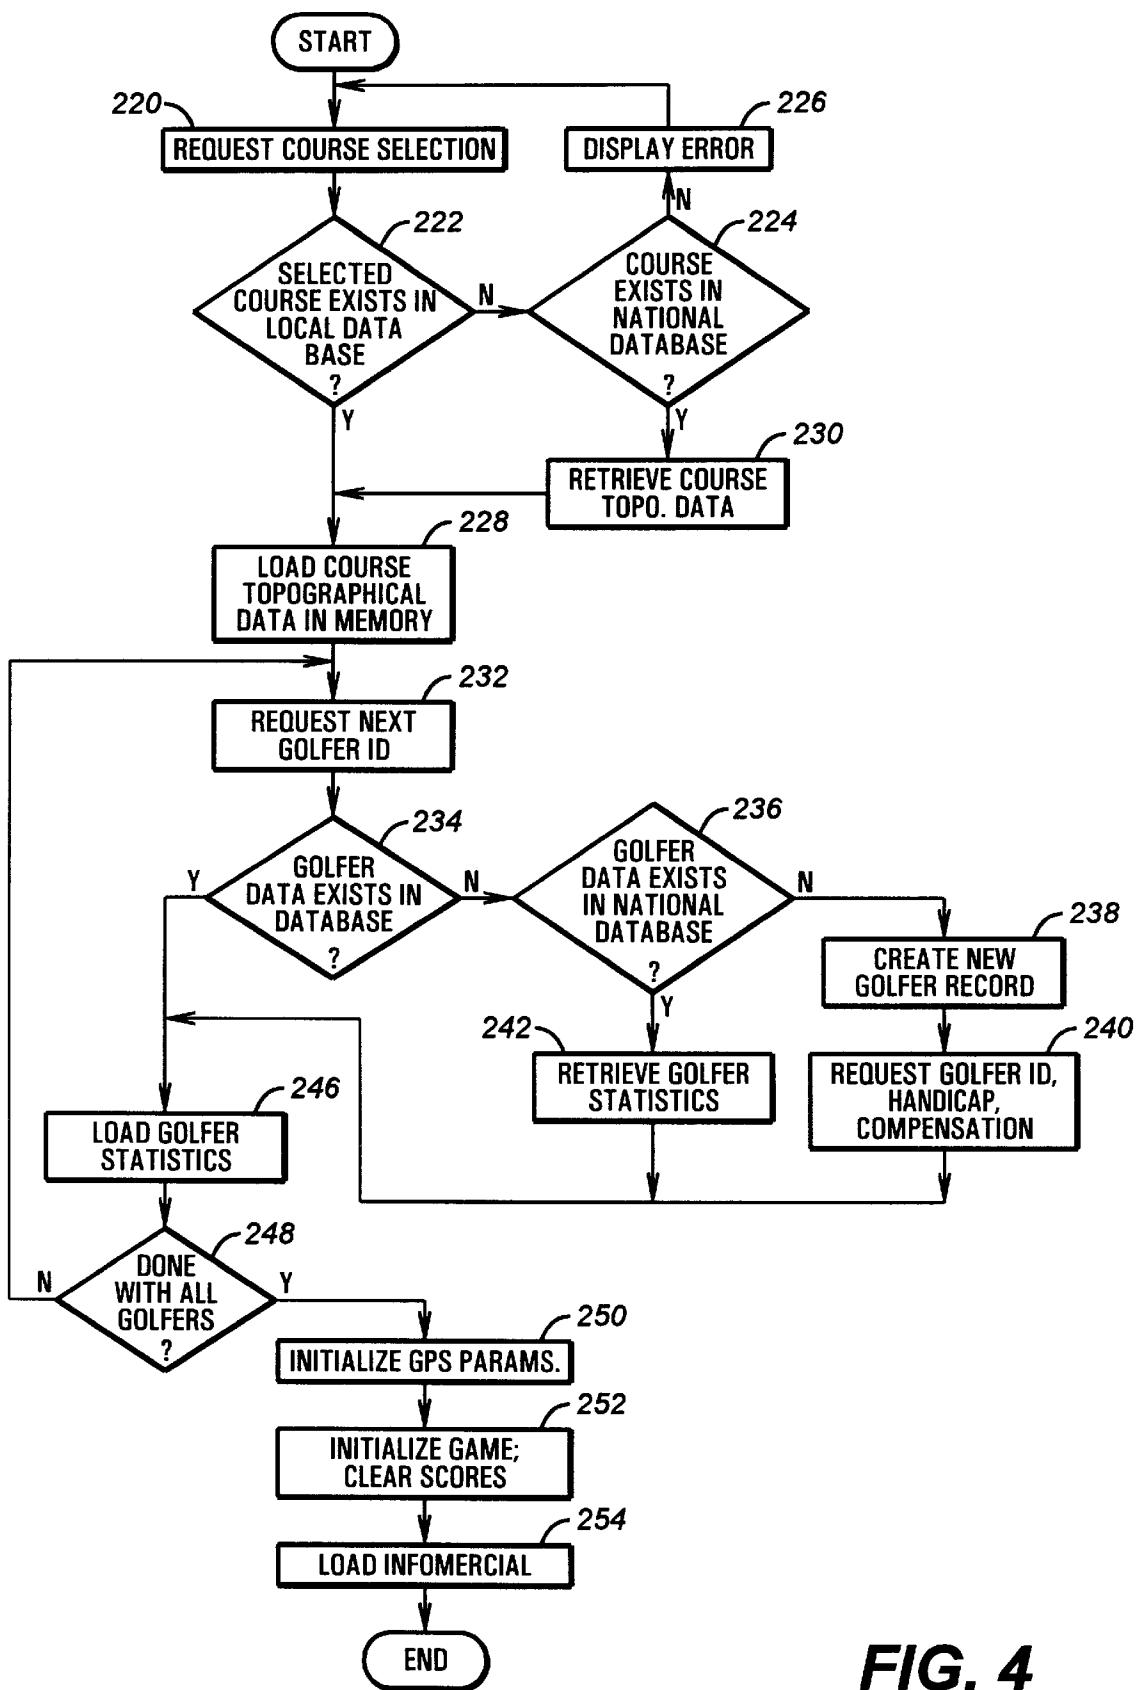 START
220
REQUEST COURSE SELECTION
226
DISPLAY ERROR
N
222
SELECTED
COURSE EXISTS IN
LOCAL DATA
BASE
?
N
Y
224
COURSE
EXISTS IN
NATIONAL
DATABASE
?
Y
230
RETRIEVE COURSE
TOPO. DATA
228
LOAD COURSE
TOPOGRAPHICAL
DATA IN MEMORY
232
REQUEST NEXT
GOLFER ID
234
GOLFER
DATA EXISTS IN
DATABASE
?
Y
N
236
GOLFER
DATA EXISTS
IN NATIONAL
DATABASE
?
N
Y
238
CREATE NEW
GOLFER RECORD
242
RETRIEVE GOLFER
STATISTICS
240
REQUEST GOLFER ID,
HANDICAP,
COMPENSATION
246
LOAD GOLFER
STATISTICS
248
DONE
WITH ALL
GOLFERS
?
N
Y
250
INITIALIZE GPS PARAMS.
252
INITIALIZE GAME;
CLEAR SCORES
254
LOAD INFOMERCIAL
END
FIG. 4